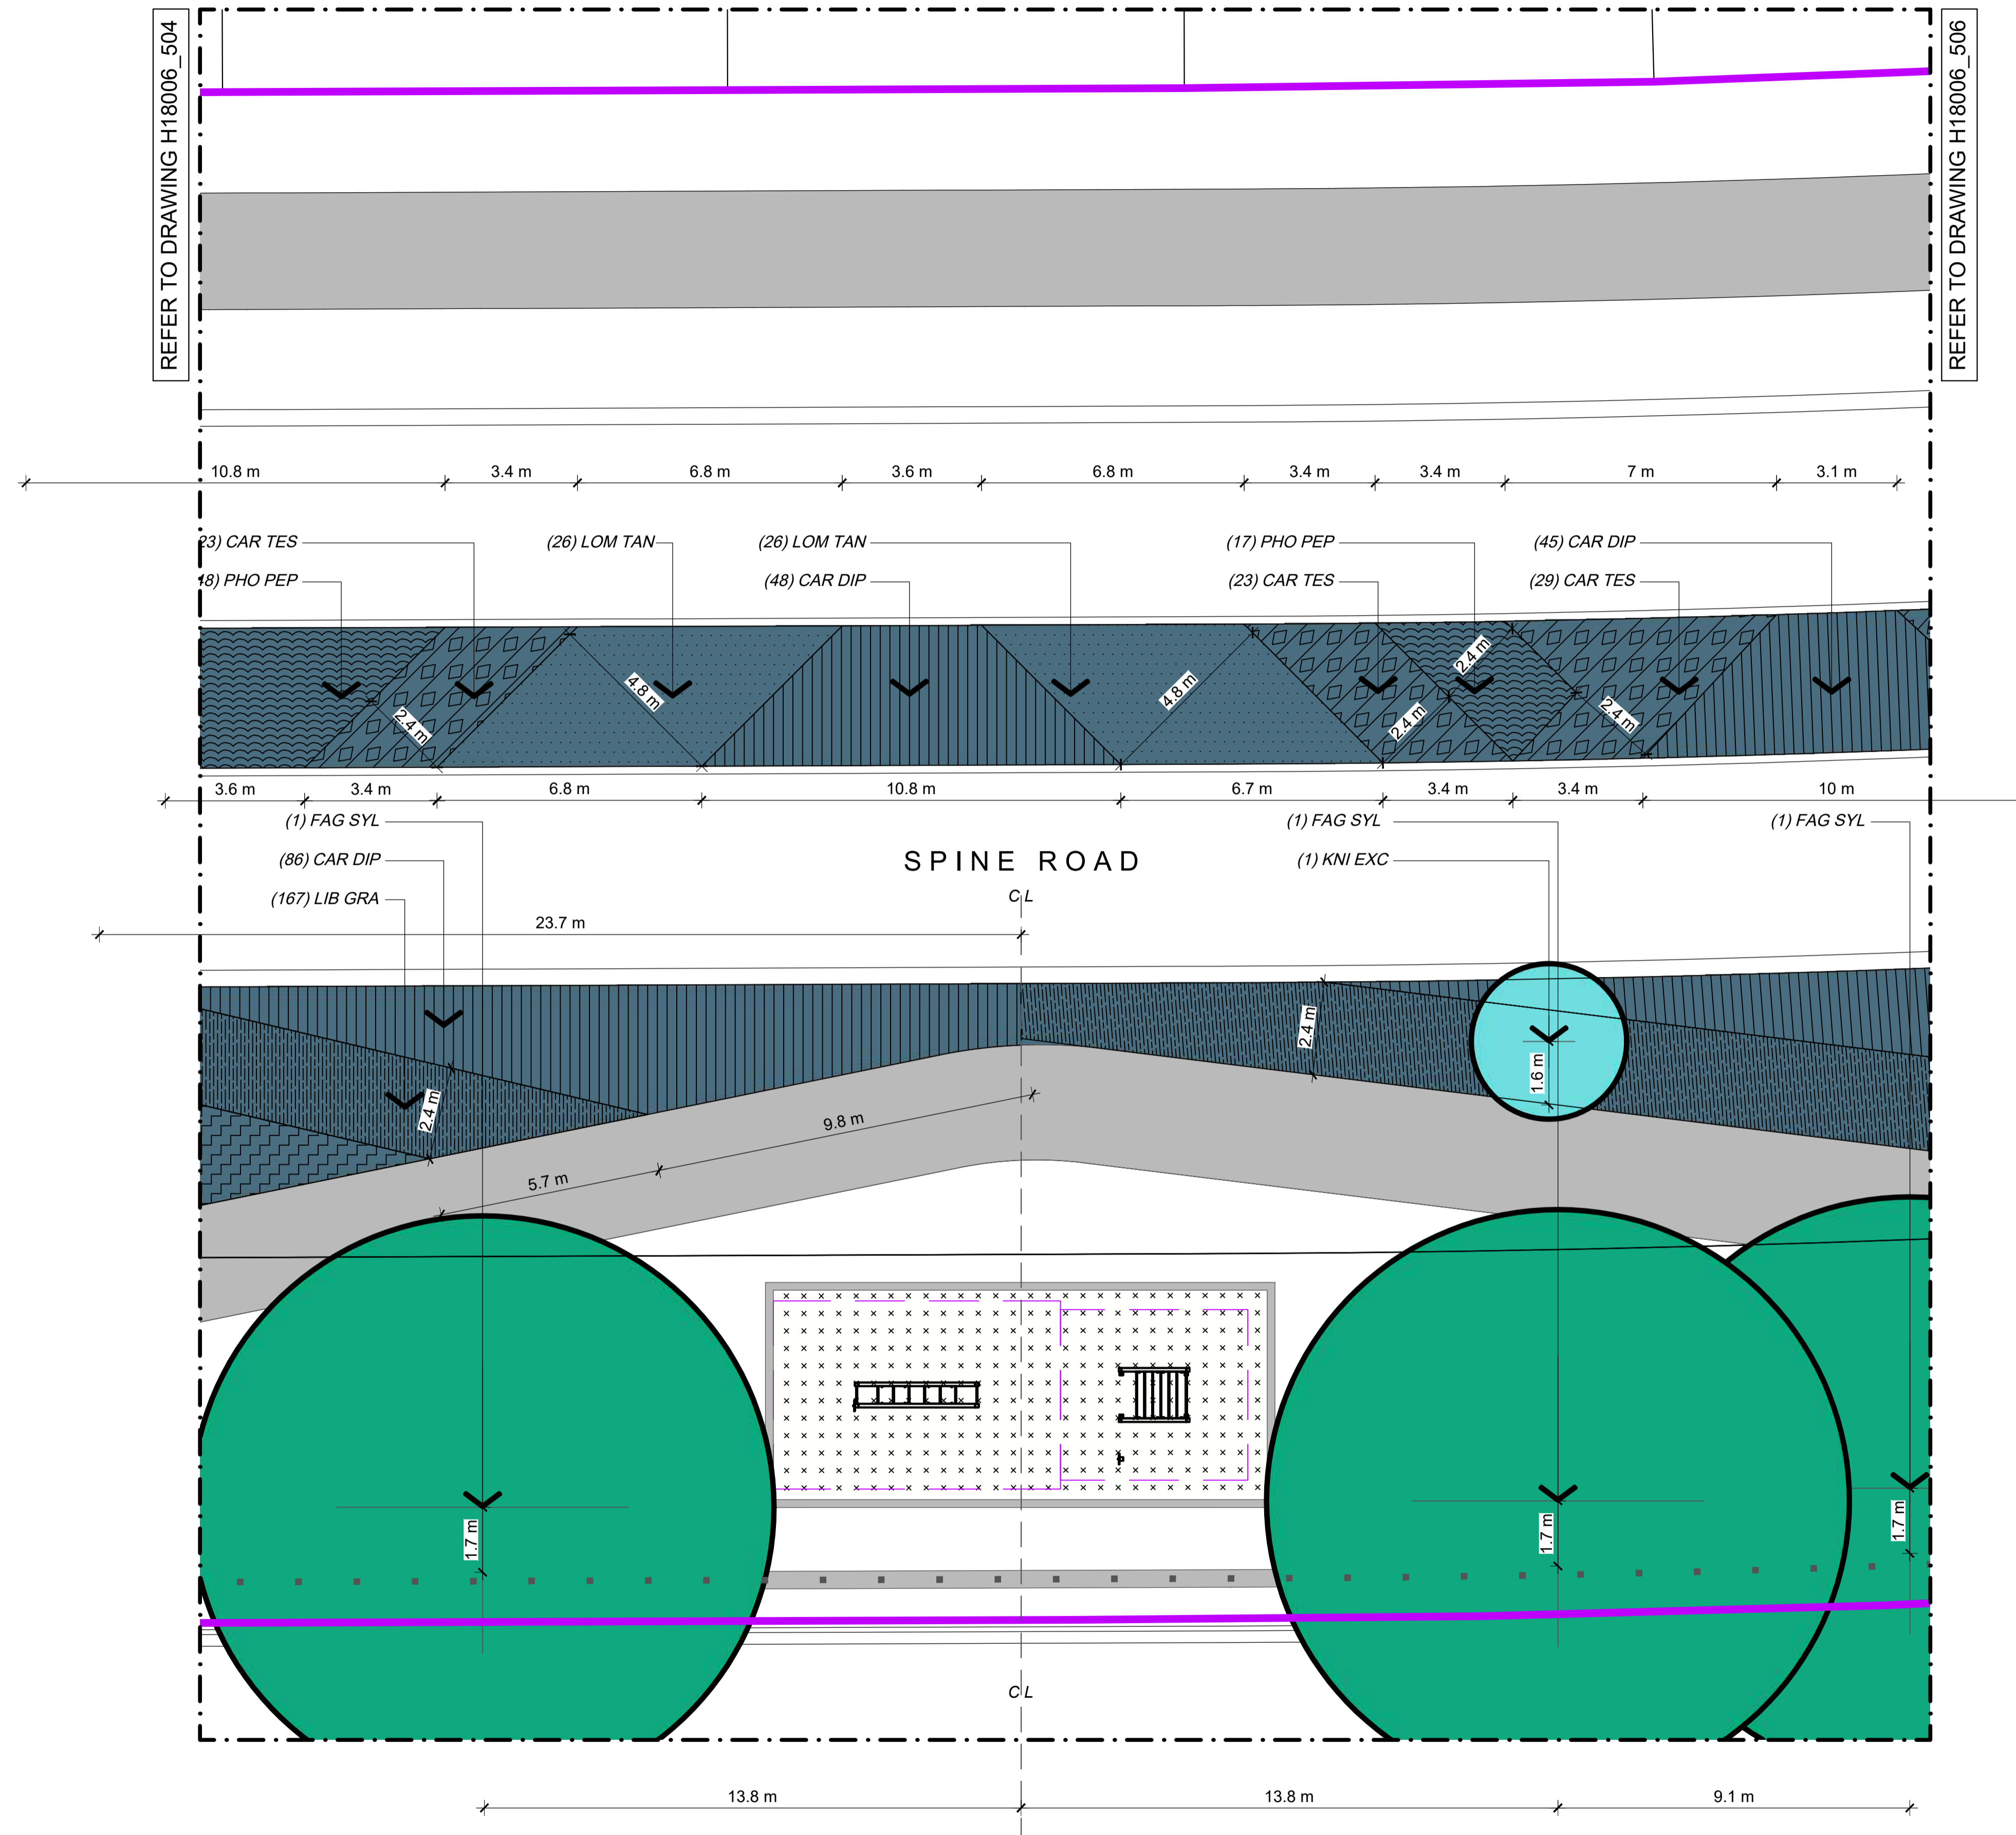 REFER TO DRAWING H18006_504
REFER TO DRAWING H18006_506
10.8 m
3.4 m
6.8 m
3.6 m
6.8 m
3.4 m
3.4 m
7 m
3.1 m
23) CAR TES
(26) LOM TAN
(26) LOM TAN
(17) PHO PEP
(45) CAR DIP
8) PHO PEP
(48) CAR DIP
(23) CAR TES
(29) CAR TES
2.4 m
4.8 m
4.8 m
2.4 m
2.4 m
2.4 m
3.6 m
3.4 m
6.8 m
10.8 m
6.7 m
3.4 m
3.4 m
10 m
(1) FAG SYL
(1) FAG SYL
(1) FAG SYL
(86) CAR DIP
SPINE ROAD
(1) KNI EXC
(167) LIB GRA
C L
23.7 m
2.4 m
2.4 m
1.6 m
9.8 m
5.7 m
1.7 m
1.7 m
1.7 m
C L
13.8 m
13.8 m
9.1 m